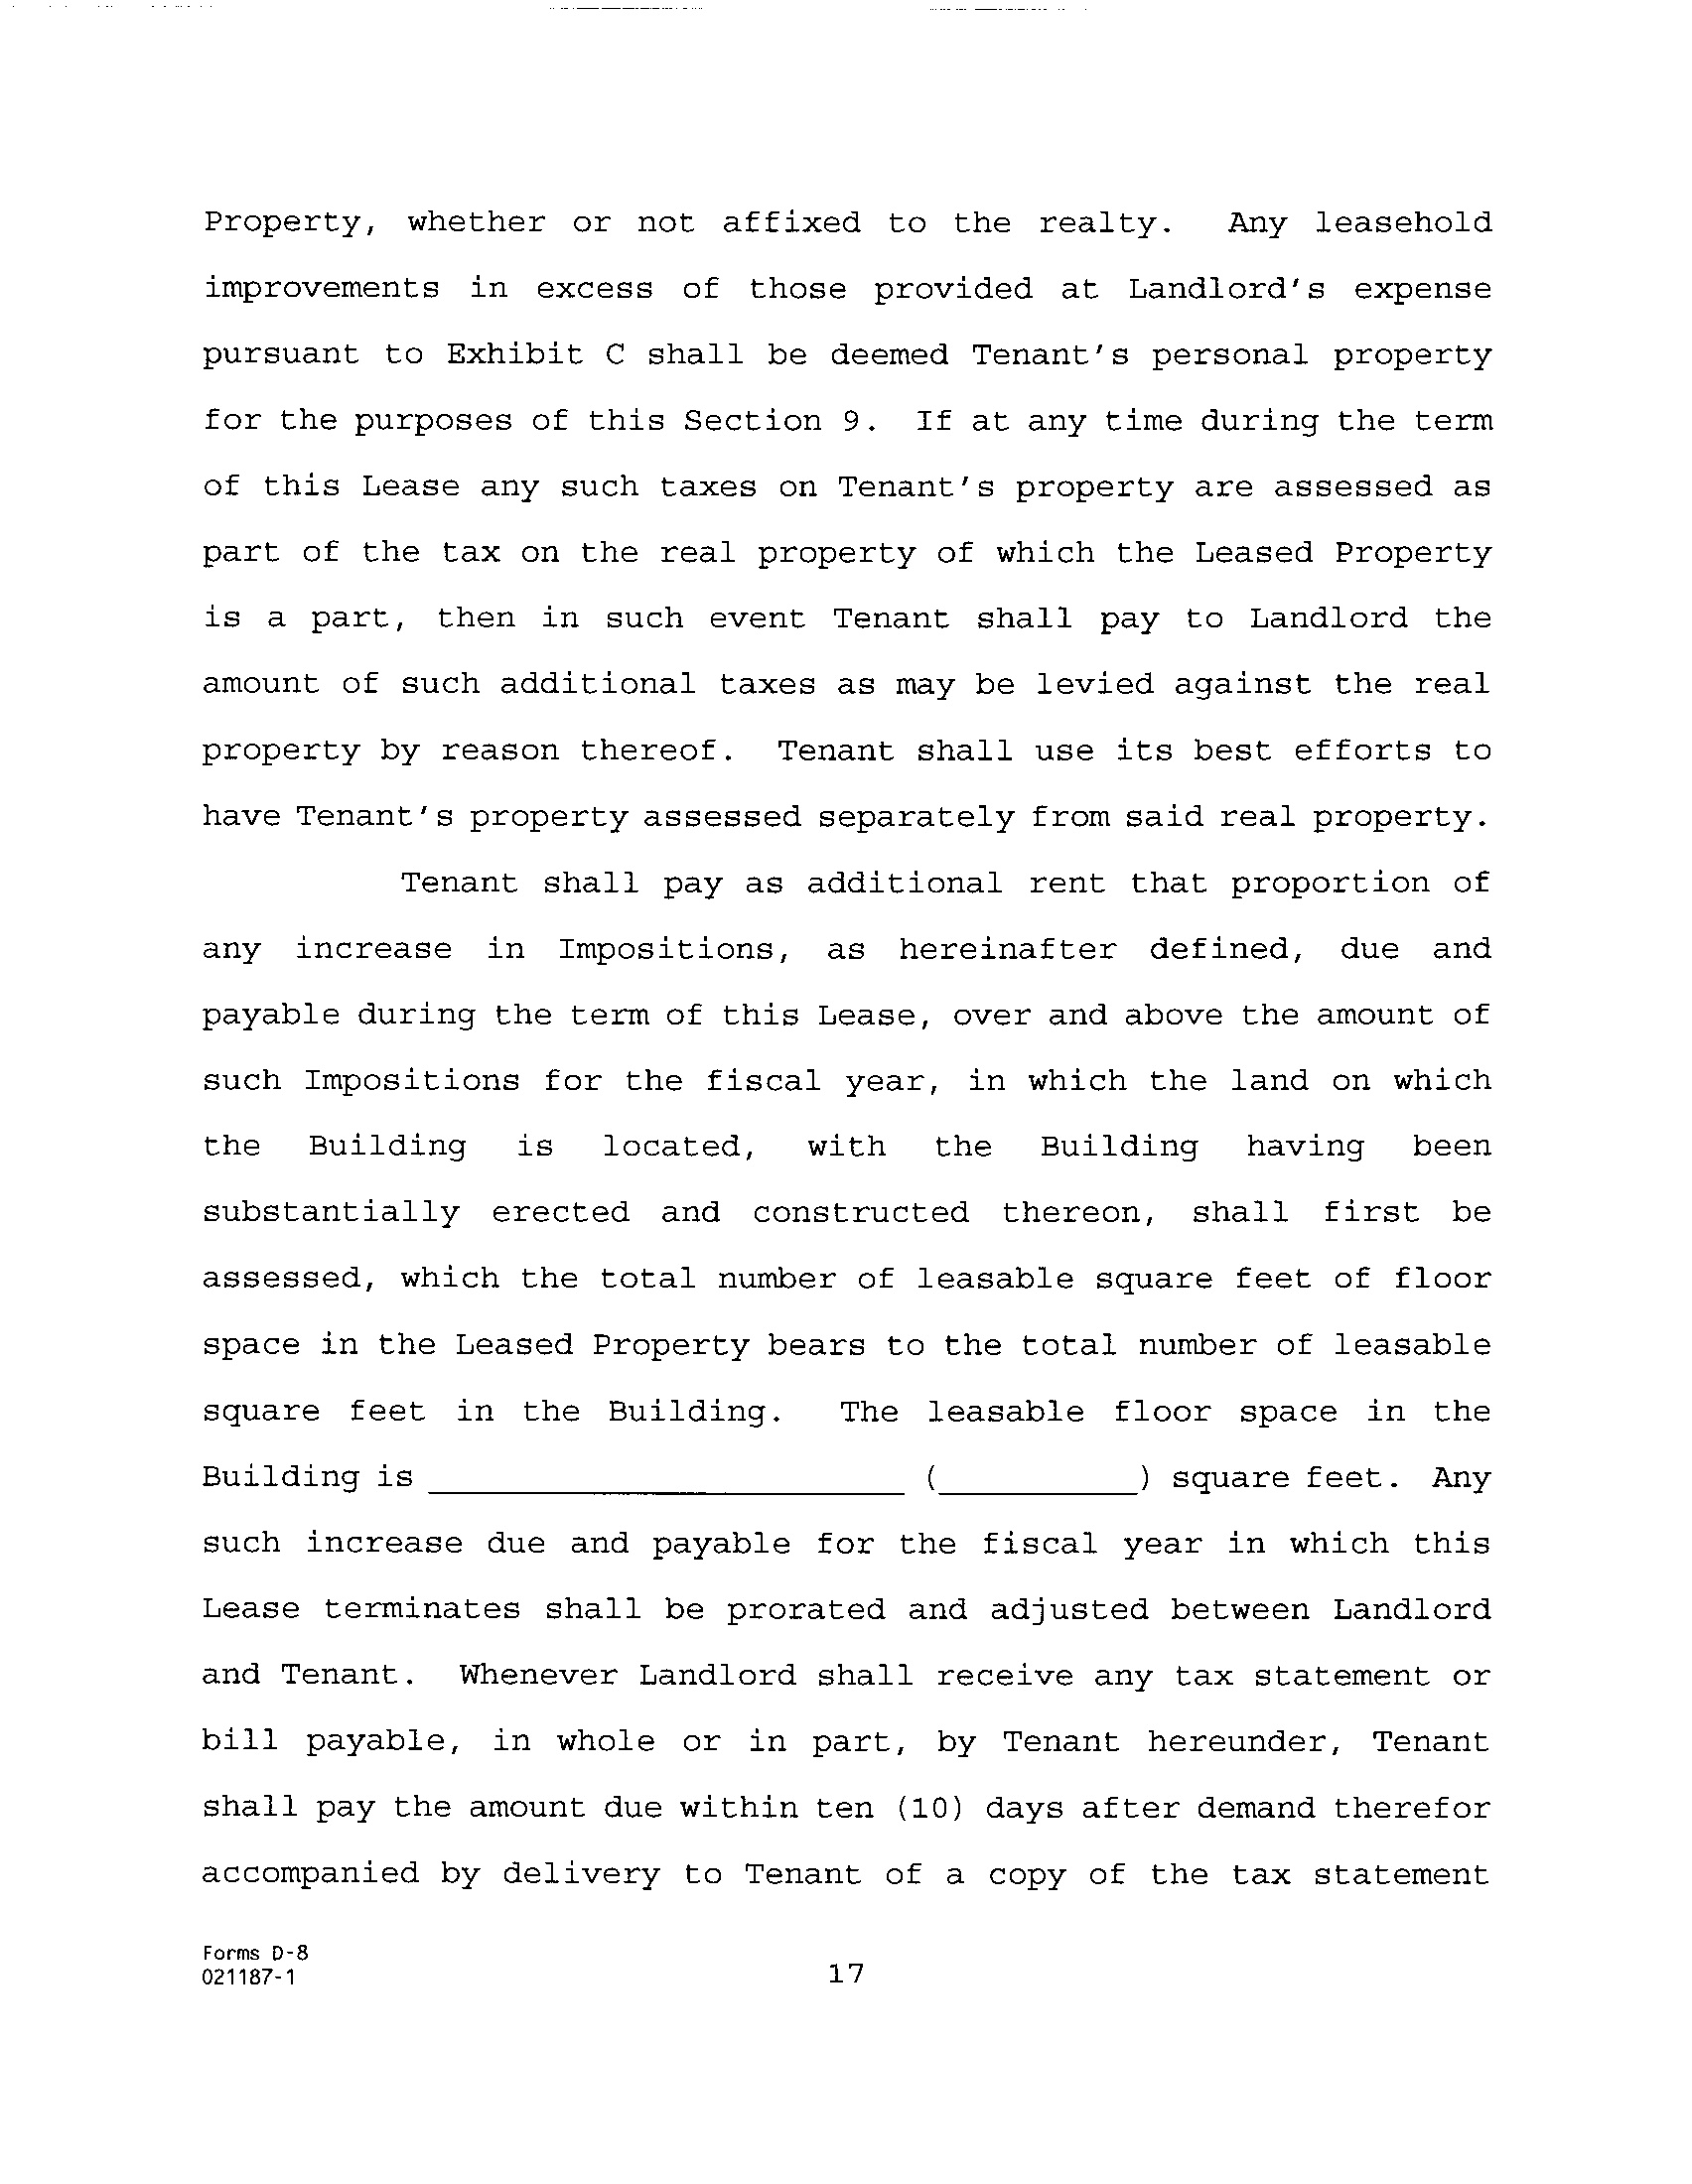 Property, whether or not affixed to the realty. Any leasehold
improvements in excess of those provided at Landlord's expense
pursuant to Exhibit C shall be deemed Tenant's personal property
for the purposes of this Section 9. If at any time during the term
of this Lease any such taxes on Tenant's property are assessed as
part of the tax on the real property of which the Leased Property
is a part, then in such event Tenant shall pay to Landlord the
amount of such additional taxes as may be levied against the real
property by reason thereof. Tenant shall use its best efforts to
have Tenant's property assessed separately from said real property.
Tenant shall pay as additional rent that proportion of
any increase in Impositions, as hereinafter defined, due and
payable during the term of this Lease, over and above the amount of
such Impositions for the fiscal year, in which the land on which
the Building is located, with the Building having been
substantially erected and constructed thereon, shall first be
assessed, which the total number of leasable square feet of floor
space in the Leased Property bears to the total number of leasable
square feet in the Building. The leasable floor space in the
Building is ________________________ (__________) square feet. Any
such increase due and payable for the fiscal year in which this
Lease terminates shall be prorated and adjusted between Landlord
and Tenant. Whenever Landlord shall receive any tax statement or
bill payable, in whole or in part, by Tenant hereunder, Tenant
shall pay the amount due within ten (10) days after demand therefor
accompanied by delivery to Tenant of a copy of the tax statement
Forms D-8
021187-1
17